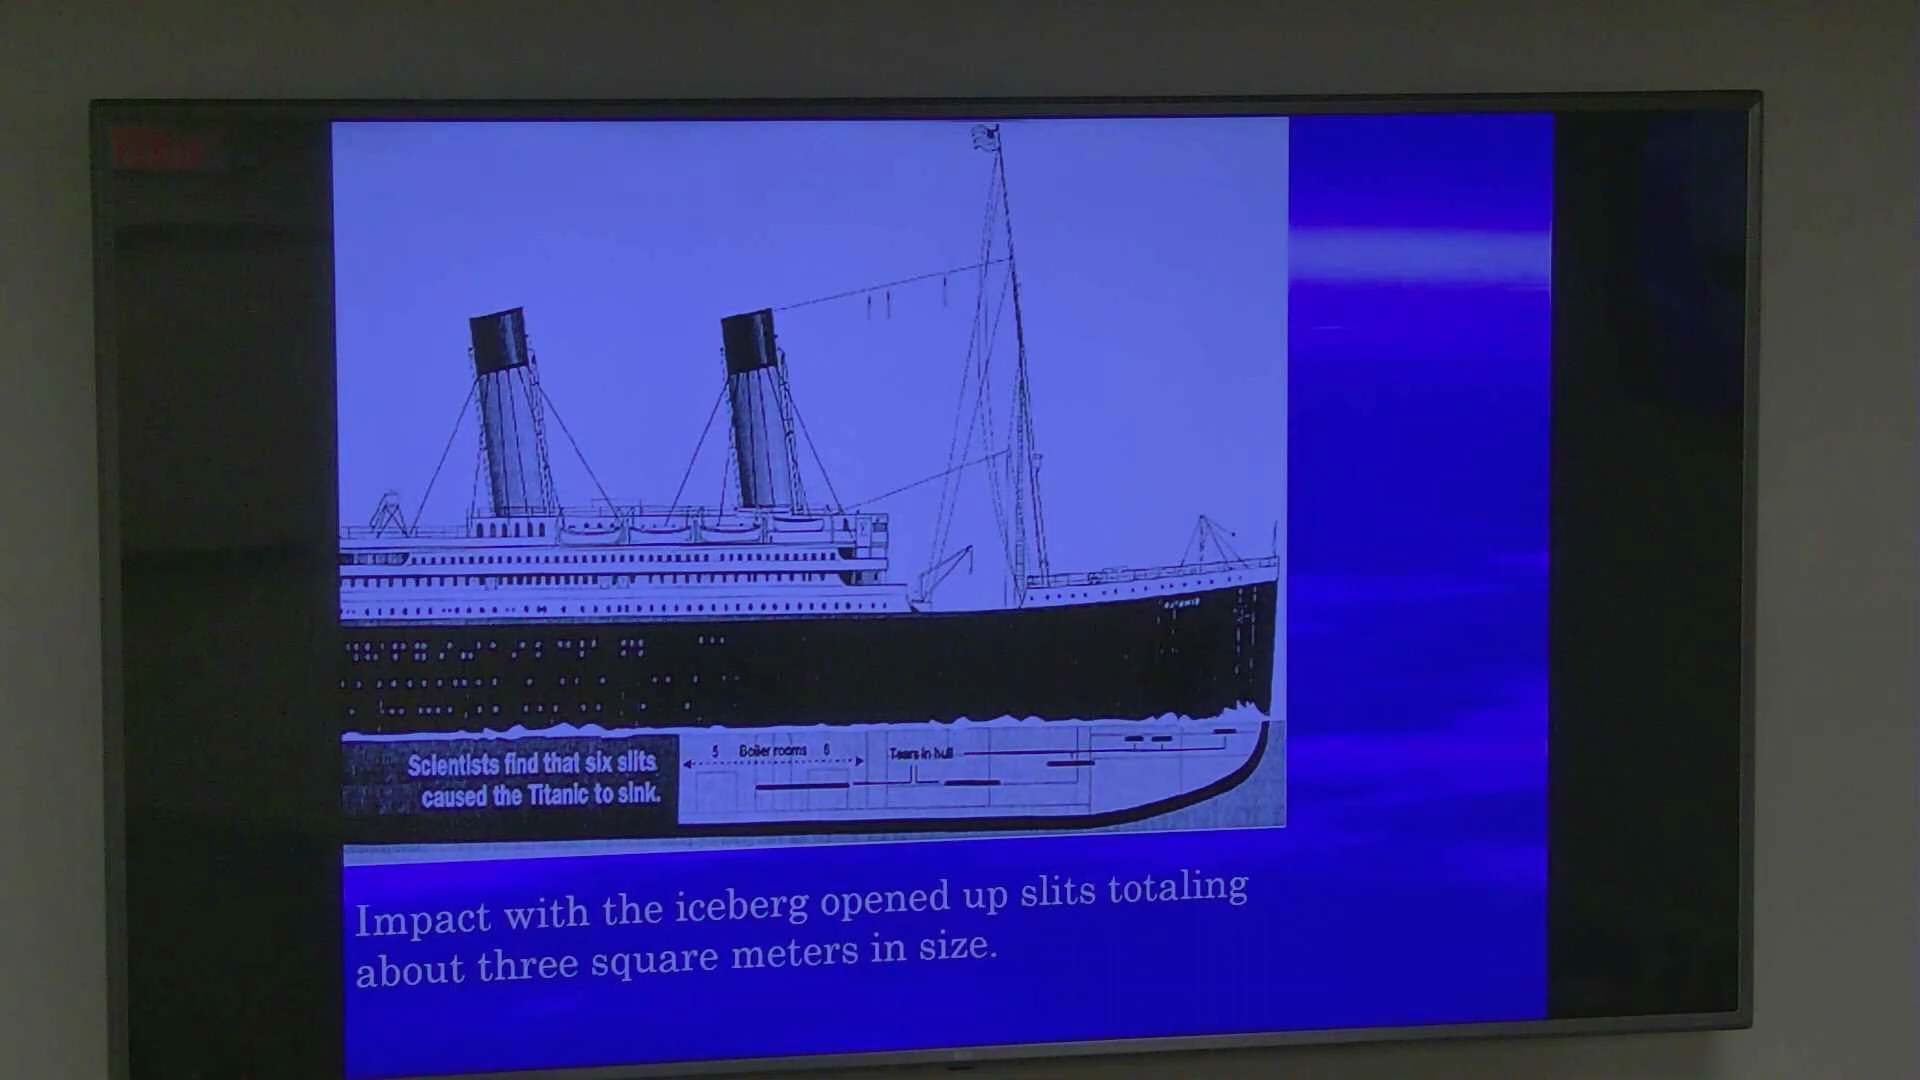 5 Boiler rooms 6
Tears in hull
Scientists find that six slits
caused the Titanic to sink.
Impact with the iceberg opened up slits totaling
about three square meters in size.